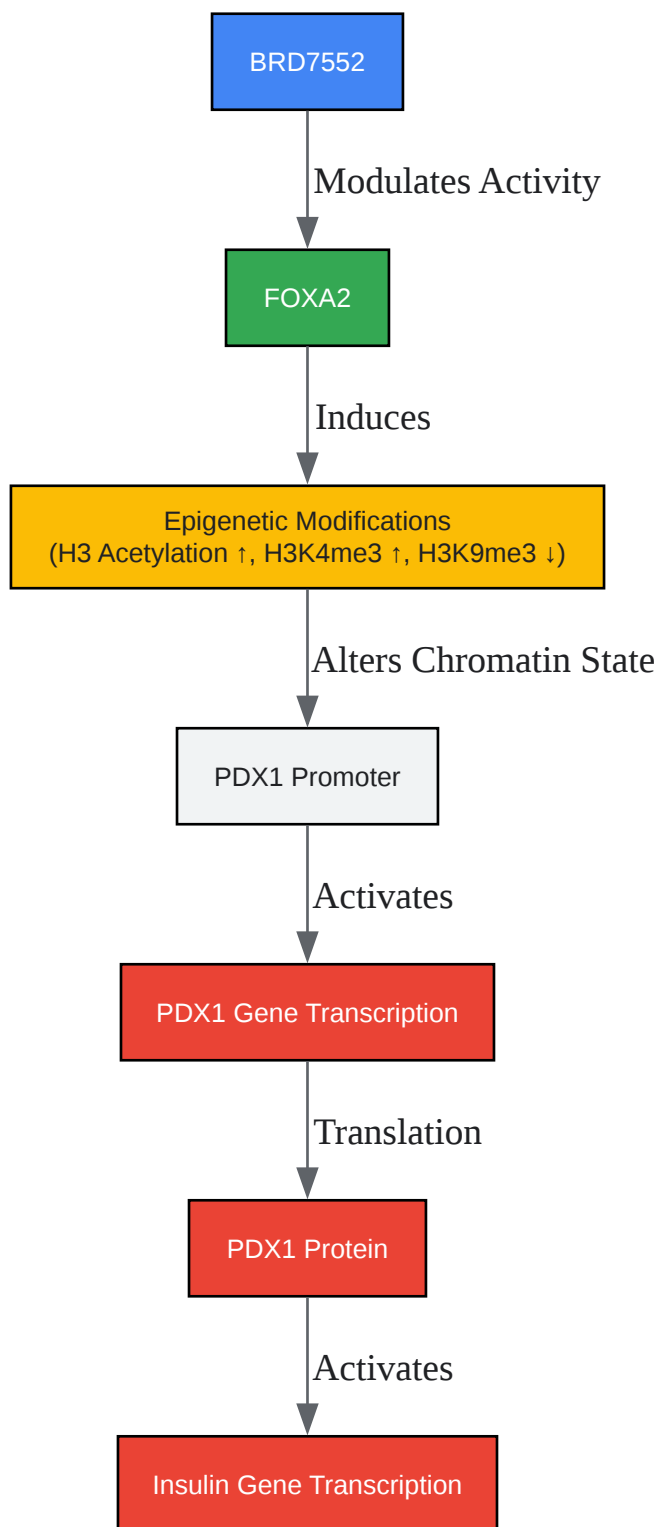 BRD7552
Modulates Activity
FOXA2
Induces
Epigenetic Modifications
(H3 Acetylation ↑, H3K4me3 ↑, H3K9me3 ↓)
Alters Chromatin State
PDX1 Promoter
Activates
PDX1 Gene Transcription
Translation
PDX1 Protein
Activates
Insulin Gene Transcription